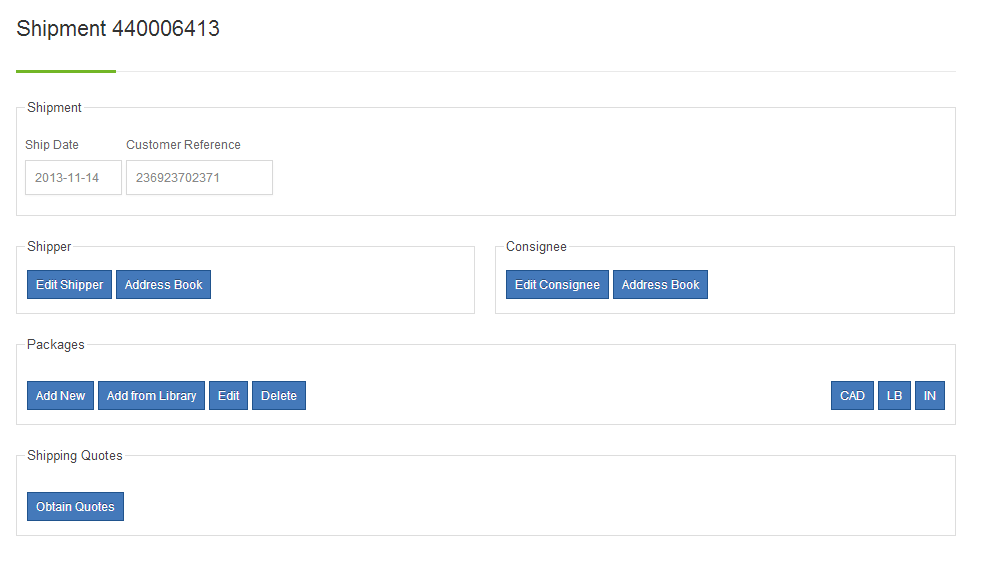 Shipment 440006413
Shipment
Ship Date Customer Reference
2013-11-14 236923702371
Shipper Consignee
Edit Shipper Address Book Edit Consignee Address Book
Packages
Add New Add from Library Edit Delete CAD LB IN
Shipping Quotes
Obtain Quotes